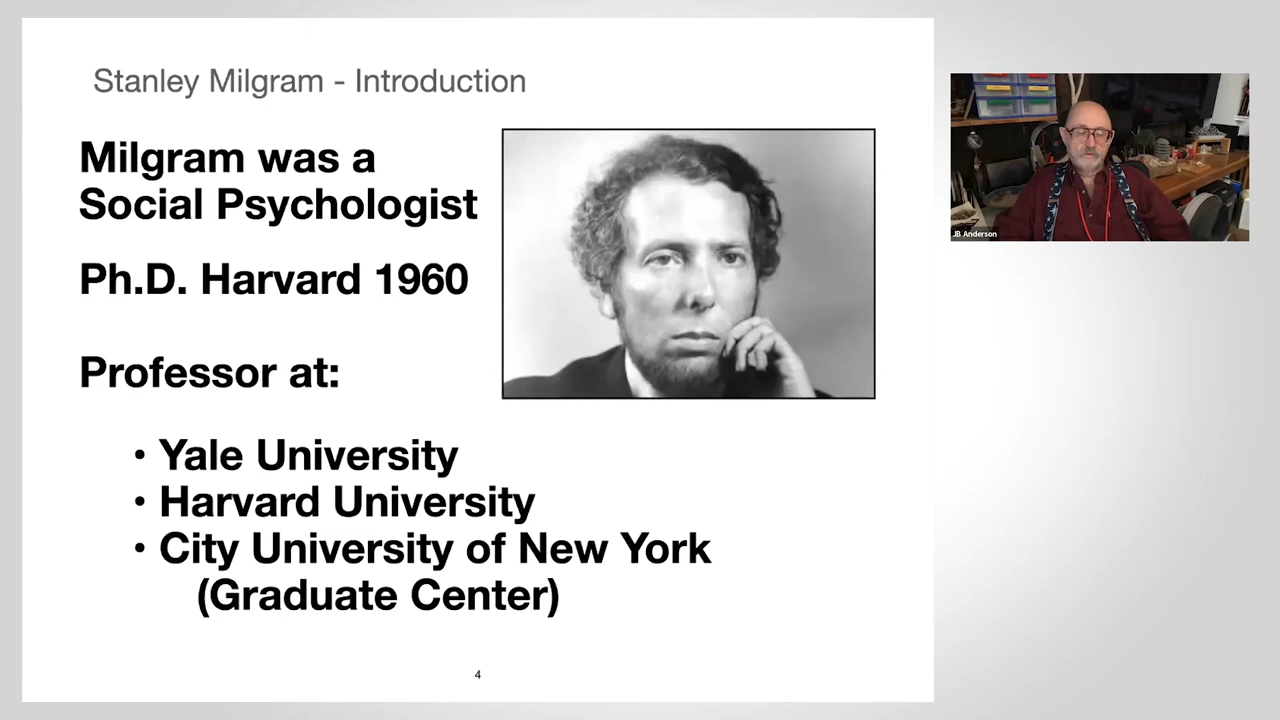 Stanley Milgram - Introduction
Milgram was a
Social Psychologist
Ph.D. Harvard 1960
Professor at:
• Yale University
• Harvard University
• City University of New York
(Graduate Center)
4
JB Anderson